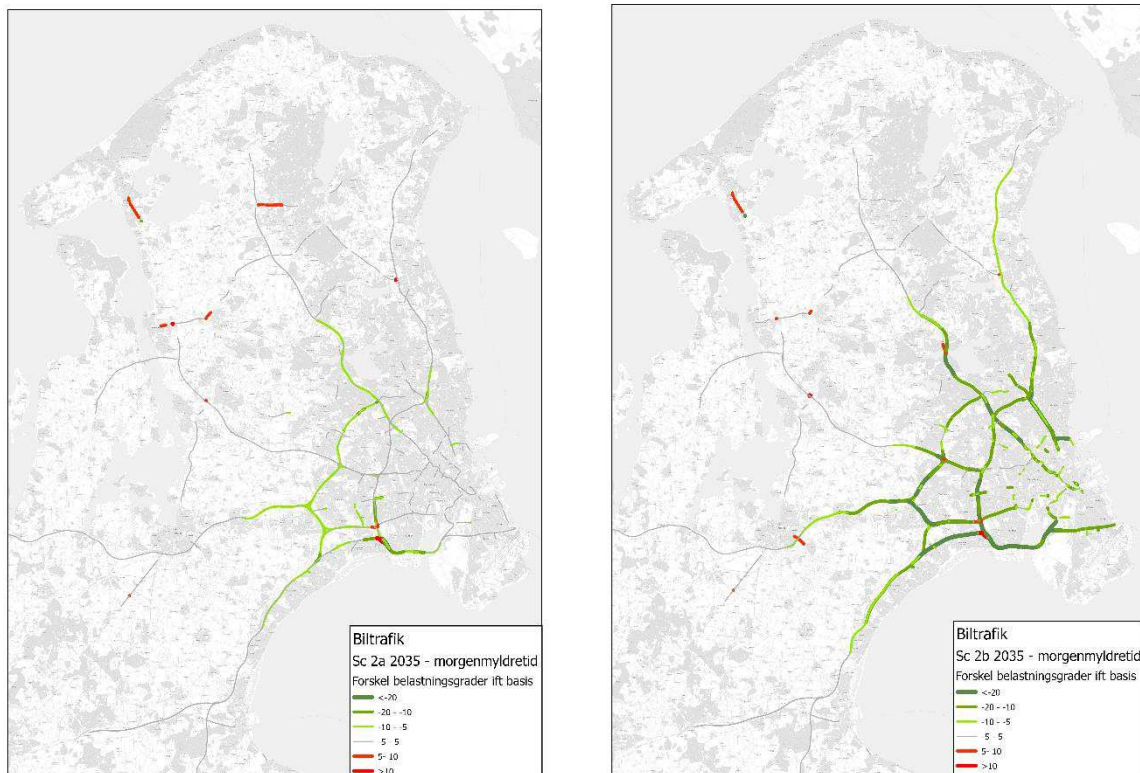 Biltrafik
Sc 2a 2035 - morgenmyldretid
Forskel belastningsgrader ift basis
<-20
-20 - -10
-10 - -5
-5 - 5
5 - 10
>10
Biltrafik
Sc 2b 2035 - morgenmyldretid
Forskel belastningsgrader ift basis
<-20
-20 - -10
-10 - -5
-5 - 5
5 - 10
>10